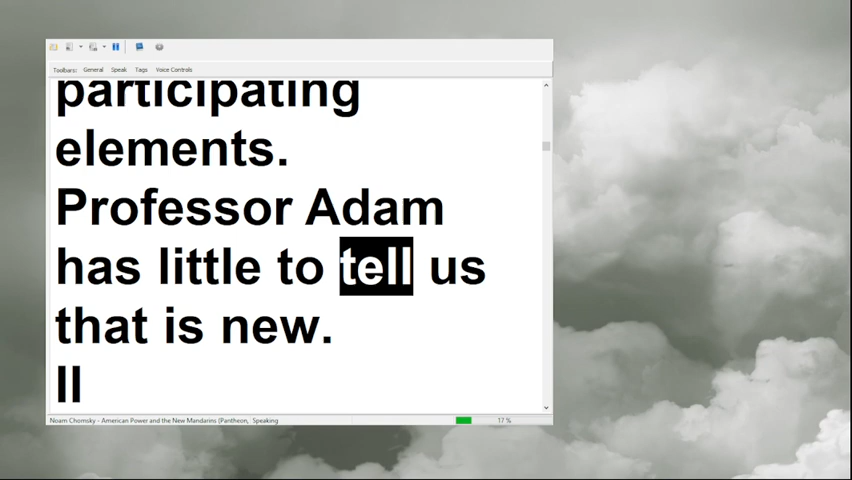 Toolbars: General Speak Tags Voice Controls
participating
elements.
Professor Adam
has little to tell us
that is new.
II
Noam Chomsky - American Power and the New Mandarins (Pantheon, Speaking 17 %